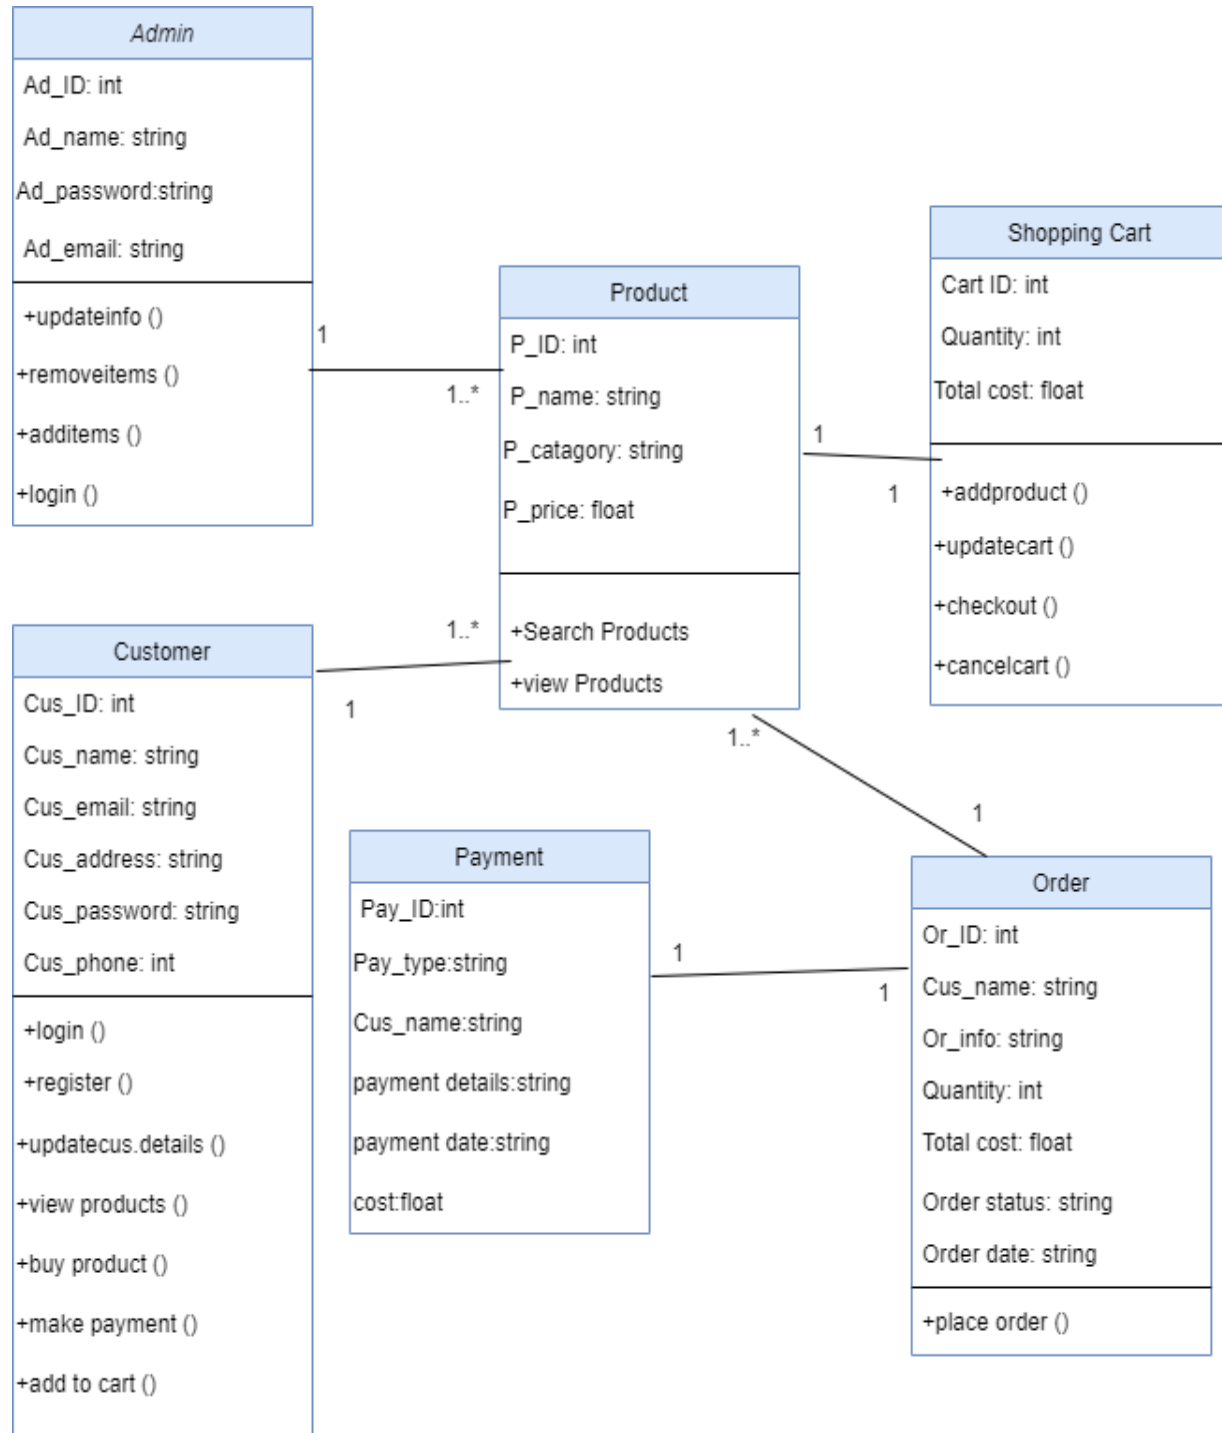 Admin
Ad_ID: int
Ad_name: string
Ad_password:string
Ad_email: string
+updateinfo ()
+removeitems ()
+additems ()
+login ()
1
1..*
Product
P_ID: int
P_name: string
P_catagory: string
P_price: float
+Search Products
+view Products
1
1
Shopping Cart
Cart ID: int
Quantity: int
Total cost: float
+addproduct ()
+updatecart ()
+checkout ()
+cancelcart ()
Customer
Cus_ID: int
Cus_name: string
Cus_email: string
Cus_address: string
Cus_password: string
Cus_phone: int
+login ()
+register ()
+updatecus.details ()
+view products ()
+buy product ()
+make payment ()
+add to cart ()
1..*
1
1..*
1
Payment
Pay_ID:int
Pay_type:string
Cus_name:string
payment details:string
payment date:string
cost:float
1
1
Order
Or_ID: int
Cus_name: string
Or_info: string
Quantity: int
Total cost: float
Order status: string
Order date: string
+place order ()